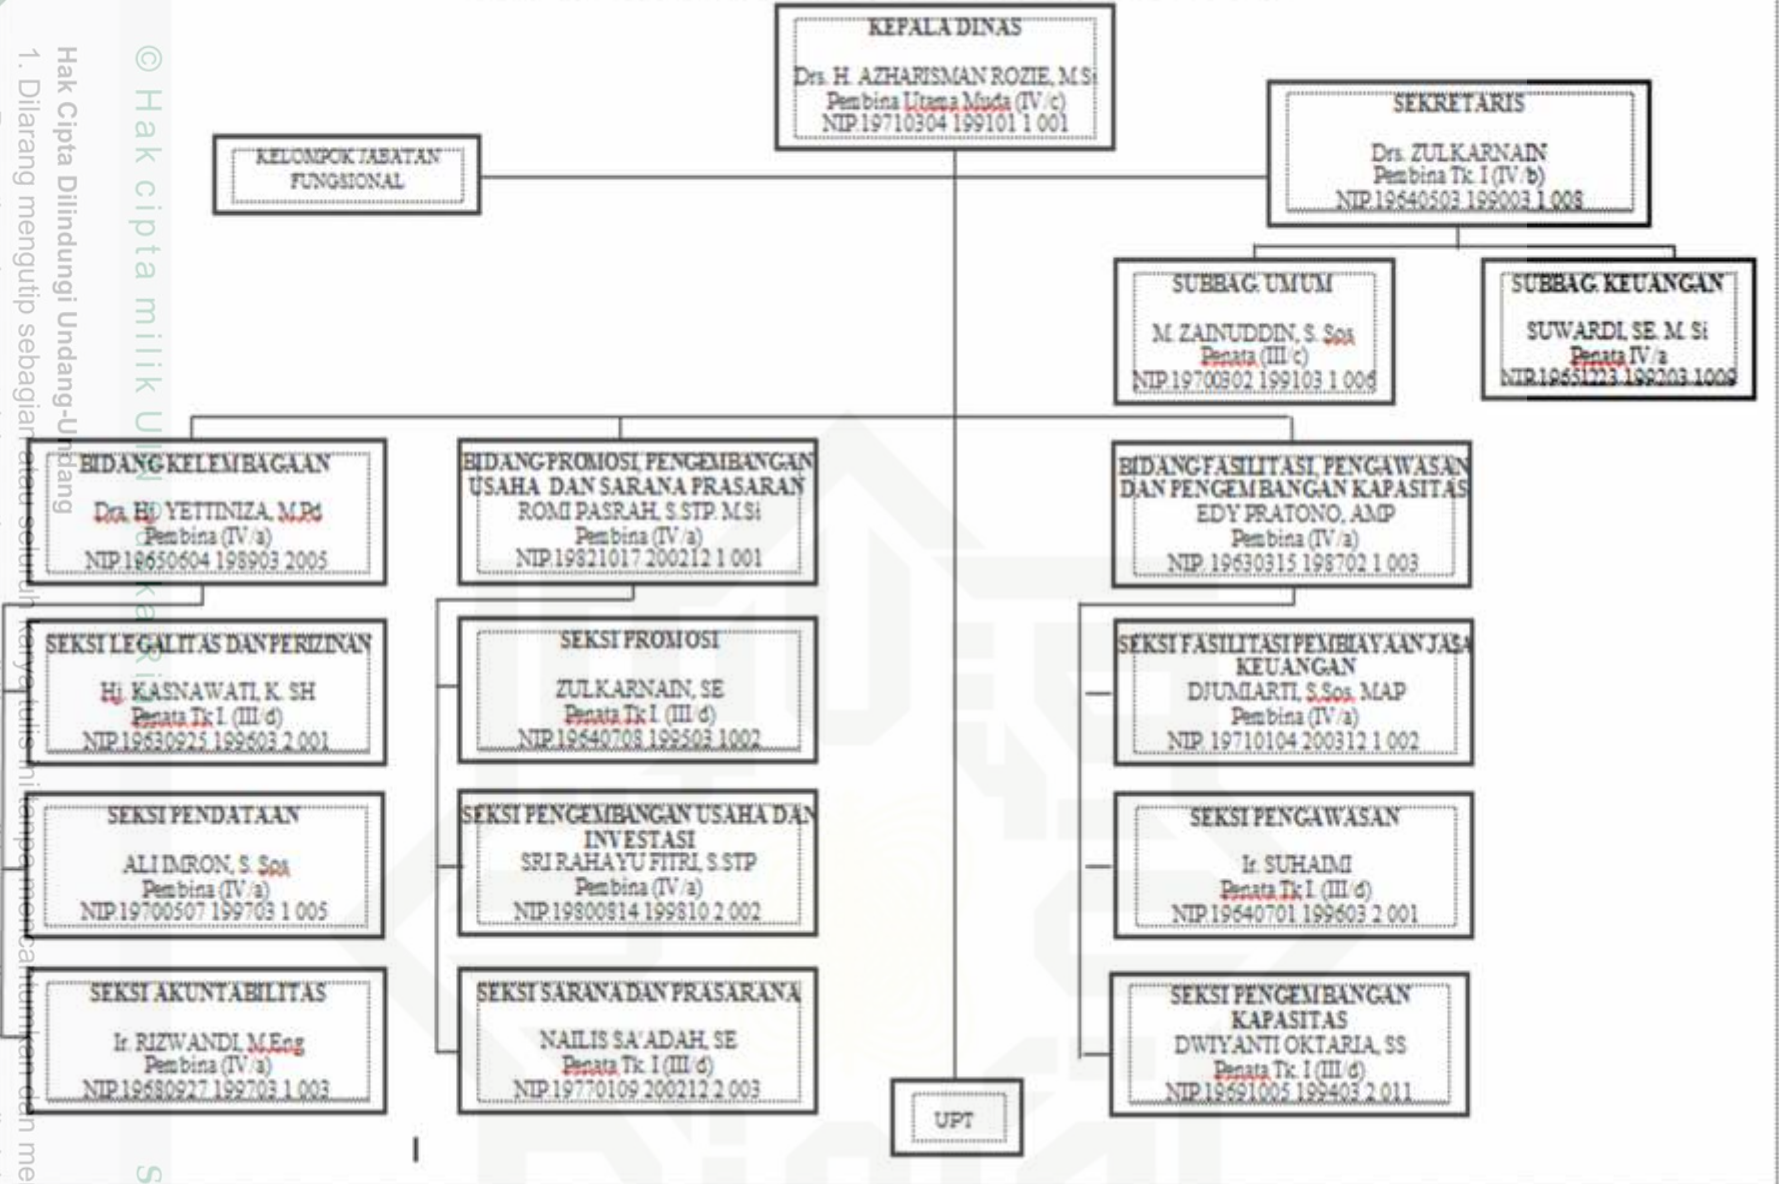 KEPALA DINAS
Drs. H. AZHARISMAN ROZIE, M.Si
Pembina Utama Muda (IV/c)
NIP.19710304 199101 1 001
SEKRETARIS
Drs. ZULKARNAIN
Pembina Tk. I (IV/b)
NIP.19640503 199003 1 008
KELOMPOK JABATAN
FUNGSIONAL
SUBBAG. UMUM
M. ZAINUDDIN, S. Sos
Penata (III/c)
NIP.19700302 199103 1 006
SUBBAG. KEUANGAN
SUWARDI, SE. M. Si
Penata IV/a
NIP.19651223 199203 1009
BIDANG KELEMBAGAAN
Dra. Hj. YETTINIZA, M.Pd
Pembina (IV/a)
NIP.19650604 198903 2005
BIDANG PROMOSI, PENGEMBANGAN
USAHA DAN SARANA PRASARAN
ROMI PASRAH, S.STP. M.Si
Pembina (IV/a)
NIP.19821017 200212 1 001
BIDANG FASILITASI, PENGAWASAN
DAN PENGEMBANGAN KAPASITAS
EDY PRATONO, AMP
Pembina (IV/a)
NIP. 19630315 198702 1 003
SEKSI LEGALITAS DAN PERIZINAN
Hj. KASNAWATI, K. SH
Penata Tk I. (III/d)
NIP.19630925 199603 2 001
SEKSI PROMOSI
ZULKARNAIN, SE
Penata Tk I. (III/d)
NIP.19640708 199503 1002
SEKSI FASILITASI PEMBIAYAAN JASA
KEUANGAN
DJUMIARTI, S.Sos, MAP
Pembina (IV/a)
NIP. 19710104 200312 1 002
SEKSI PENDATAAN
ALI IMRON, S. Sos
Pembina (IV/a)
NIP.19700507 199703 1 005
SEKSI PENGEMBANGAN USAHA DAN
INVESTASI
SRI RAHAYU FITRI, S.STP
Pembina (IV/a)
NIP.19800814 199810 2 002
SEKSI PENGAWASAN
Ir. SUHAIMI
Penata Tk I. (III/d)
NIP.19640701 199603 2 001
SEKSI AKUNTABILITAS
Ir. RIZWANDI, M.Eng
Pembina (IV/a)
NIP.19680927 199703 1 003
SEKSI SARANA DAN PRASARANA
NAILIS SA'ADAH, SE
Penata Tk. I (III/d)
NIP.19770109 200212 2 003
SEKSI PENGEMBANGAN
KAPASITAS
DWIYANTI OKTARIA, SS
Penata Tk. I (III/d)
NIP.19691005 199403 2 011
UPT
© Hak cipta milik UIN Suska Riau
Hak Cipta Dilindungi Undang-Undang
1. Dilarang mengutip sebagian atau seluruh karya tulis ini tanpa mencantumkan dan me